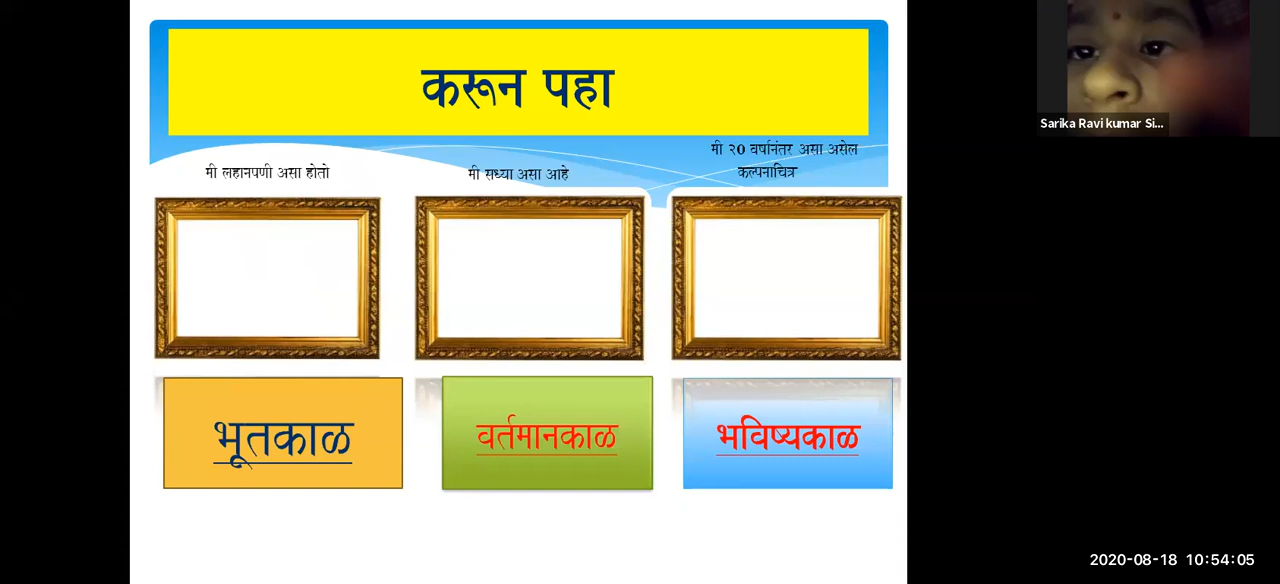 करून पहा
मी लहानपणी असा होतो
मी सध्या असा आहे
मी २0 वर्षानंतर असा असेल
कल्पनाचित्र
भूतकाळ
वर्तमानकाळ
भविष्यकाळ
Sarika Ravi kumar Si...
2020-08-18 10:54:05